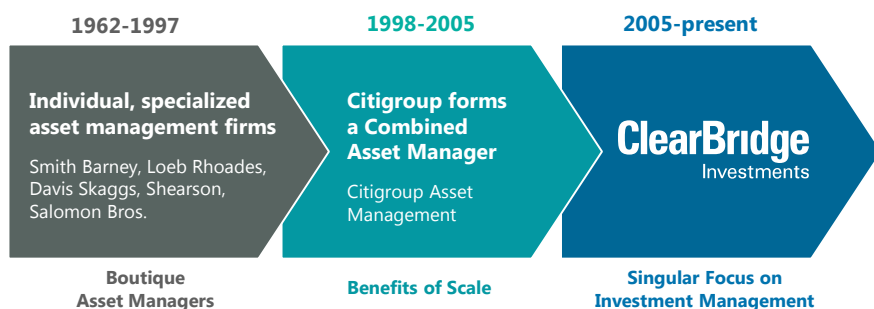 1962-1997
1998-2005
2005-present
Individual, specialized
asset management firms
Smith Barney, Loeb Rhoades,
Davis Skaggs, Shearson,
Salomon Bros.
Citigroup forms
a Combined
Asset Manager
Citigroup Asset
Management
ClearBridge
Investments
Boutique
Asset Managers
Benefits of Scale
Singular Focus on
Investment Management